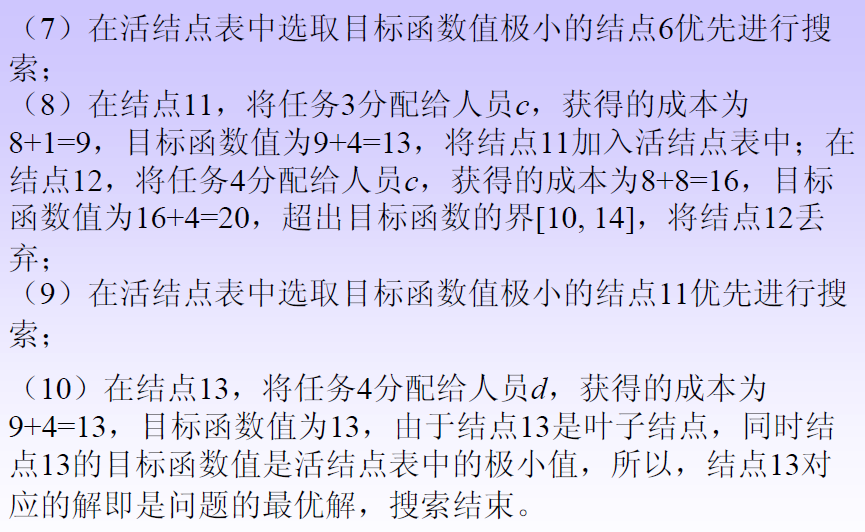 （7）在活结点表中选取目标函数值极小的结点6优先进行搜
索；
（8）在结点11，将任务3分配给人员c，获得的成本为
8+1=9，目标函数值为9+4=13，将结点11加入活结点表中；在
结点12，将任务4分配给人员c，获得的成本为8+8=16，目标
函数值为16+4=20，超出目标函数的界[10, 14]，将结点12丢
弃；
（9）在活结点表中选取目标函数值极小的结点11优先进行搜
索；
（10）在结点13，将任务4分配给人员d，获得的成本为
9+4=13，目标函数值为13，由于结点13是叶子结点，同时结
点13的目标函数值是活结点表中的极小值，所以，结点13对
应的解即是问题的最优解，搜索结束。